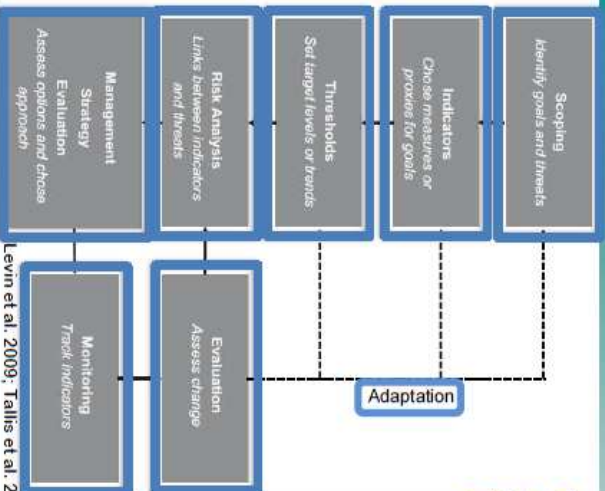 Scoping
Identify goals and threats
Indicators
Chose measures or
proxies for goals
Thresholds
Set target levels or trends
Risk Analysis
Links between indicators
and threats
Management
Strategy
Evaluation
Assess options and chose
approach
Evaluation
Assess change
Monitoring
Track indicators
Adaptation
Levin et al. 2009; Tallis et al. 2